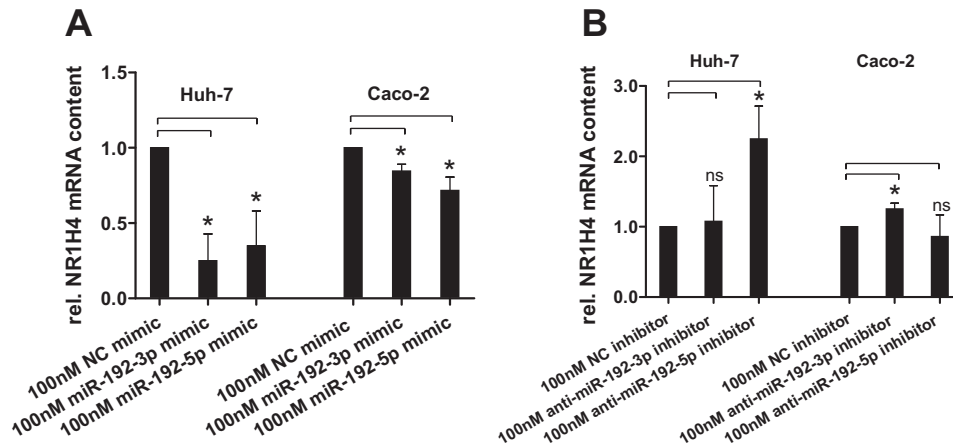 A
rel. NR1H4 mRNA content
1.5
1.0
0.5
0.0
Huh-7
Caco-2
*
*
*
*
100nM NC mimic
100nM miR-192-3p mimic
100nM miR-192-5p mimic
100nM NC mimic
100nM miR-192-3p mimic
100nM miR-192-5p mimic
B
rel. NR1H4 mRNA content
3.0
2.0
1.0
0.0
Huh-7
Caco-2
ns
*
*
ns
100nM NC inhibitor
100nM anti-miR-192-3p inhibitor
100nM anti-miR-192-5p inhibitor
100nM NC inhibitor
100nM anti-miR-192-3p inhibitor
100nM anti-miR-192-5p inhibitor